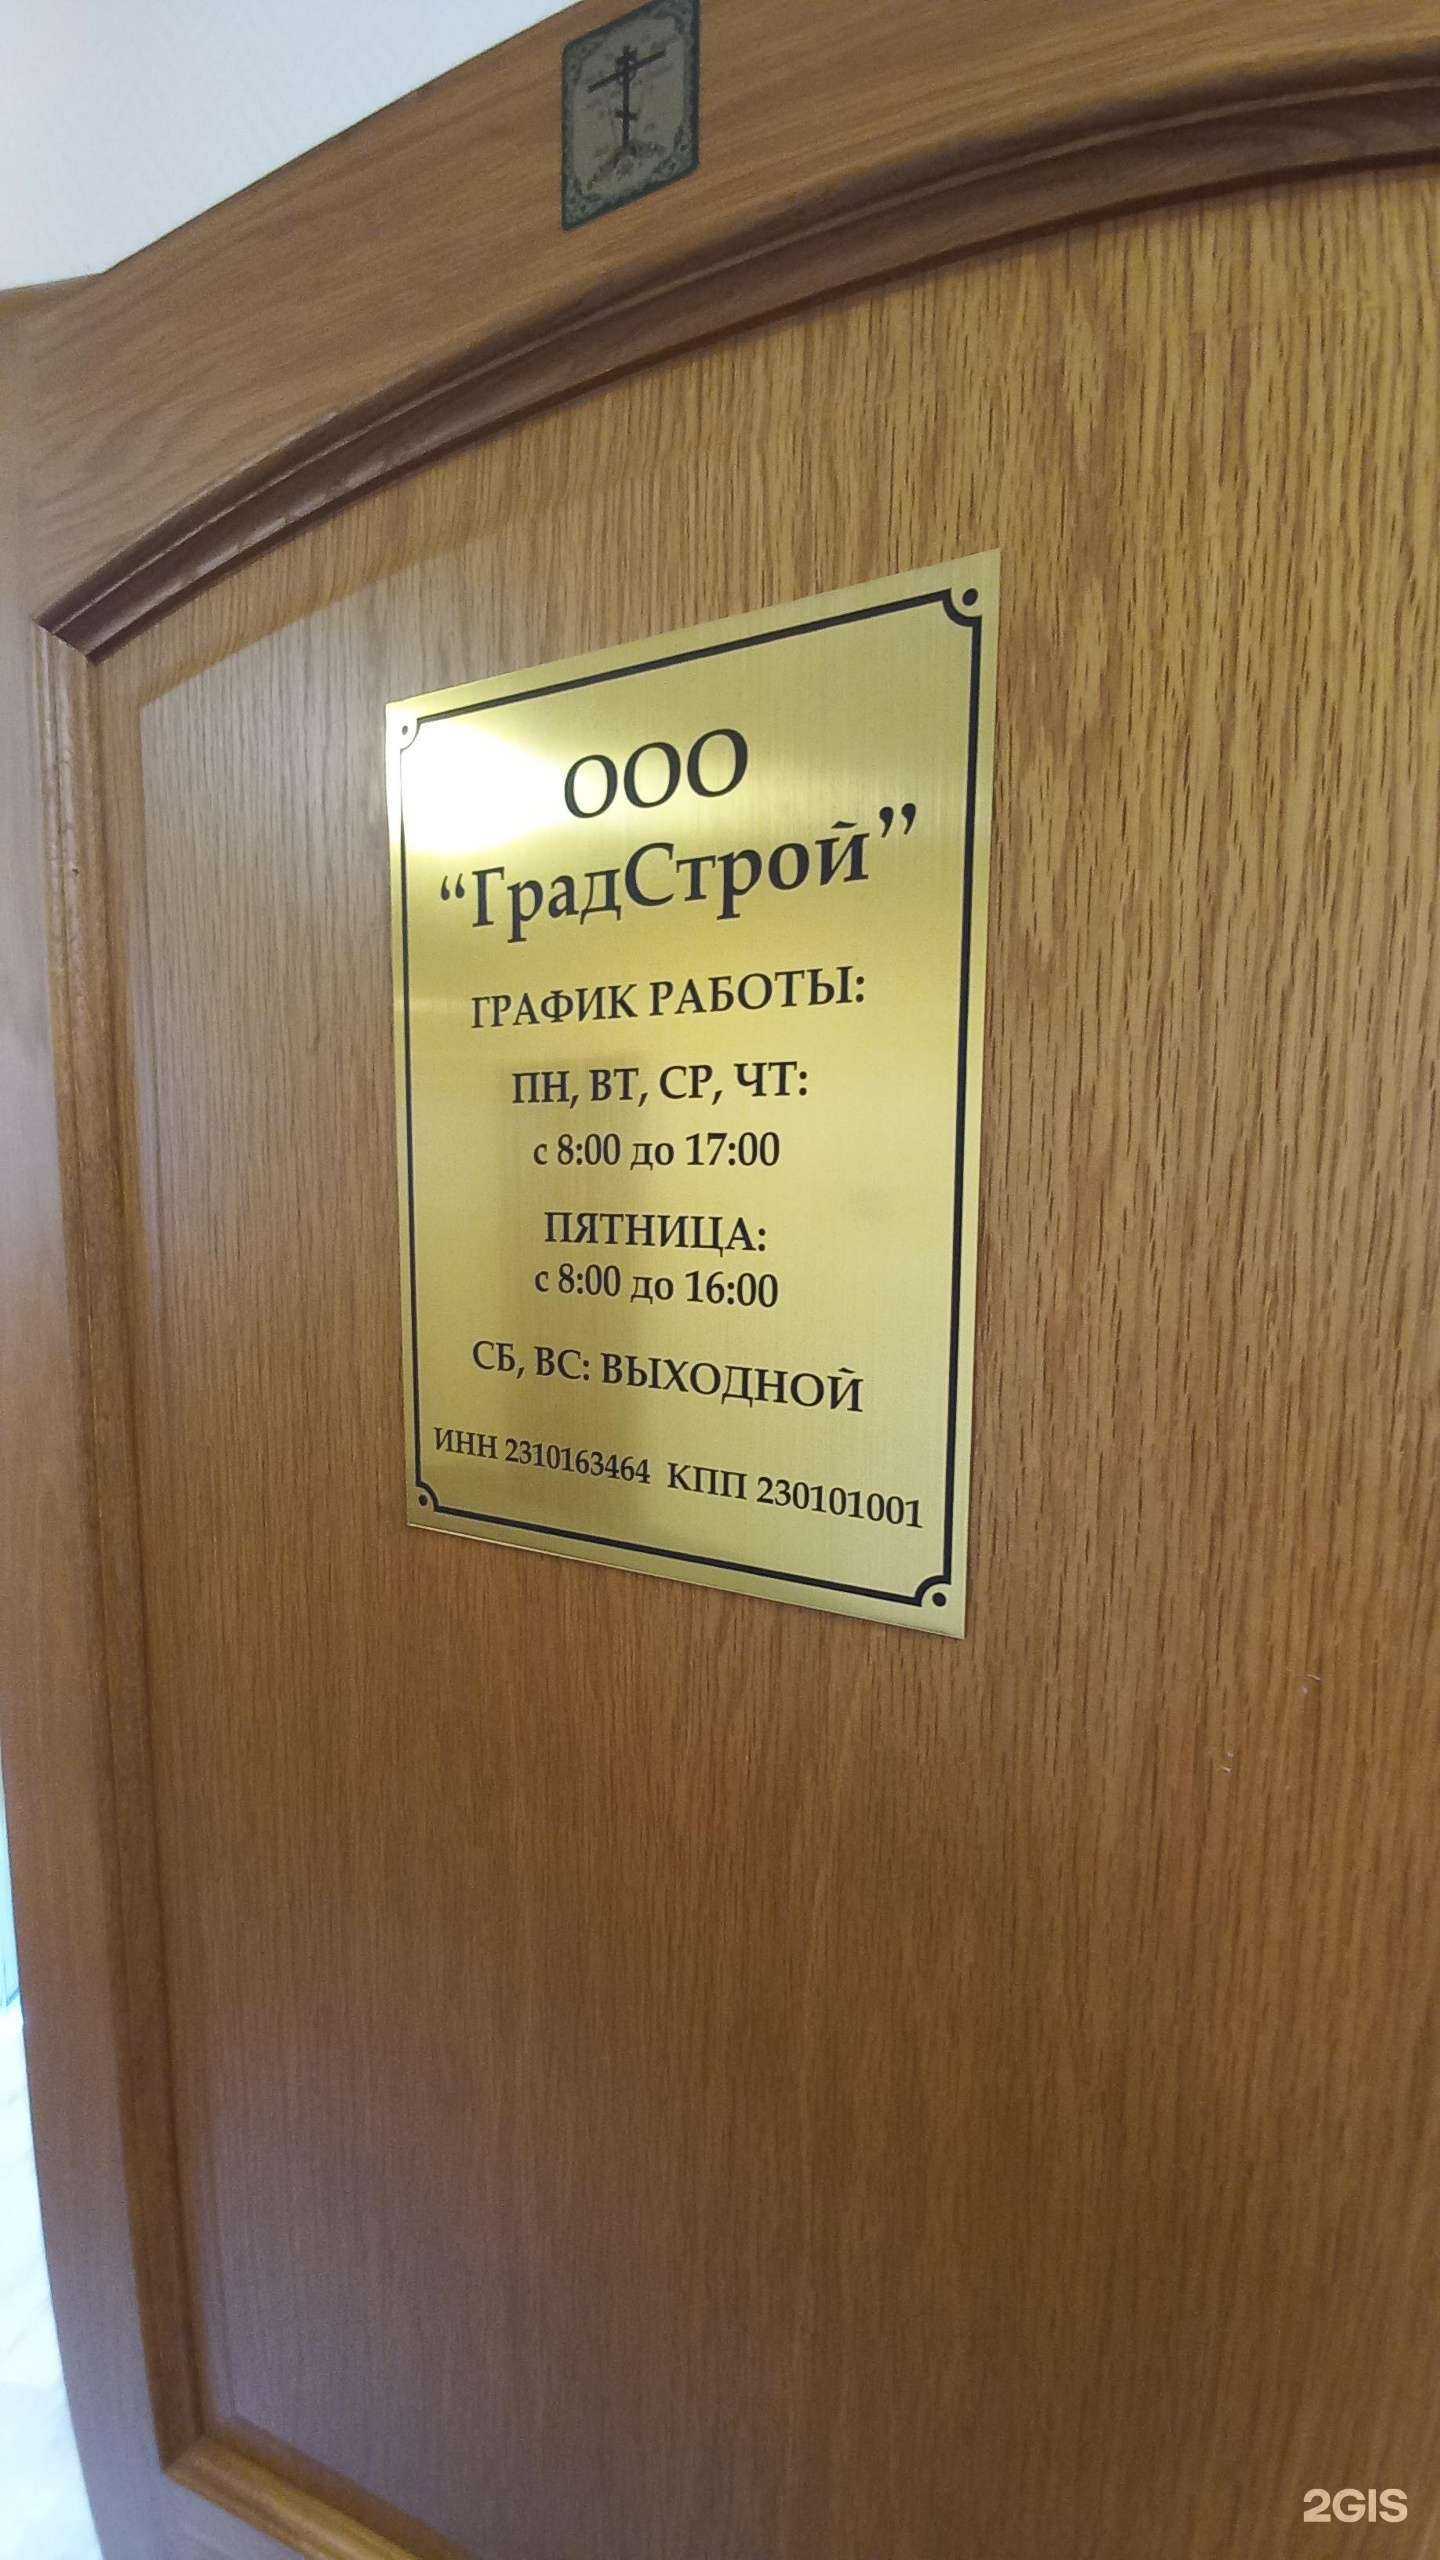 ООО
“ГрадСтрой”
ГРАФИК РАБОТЫ:
ПН, ВТ, СР, ЧТ:
с 8:00 до 17:00
ПЯТНИЦА:
с 8:00 до 16:00
СБ, ВС: ВЫХОДНОЙ
ИНН 2310163464 КПП 230101001
2GIS